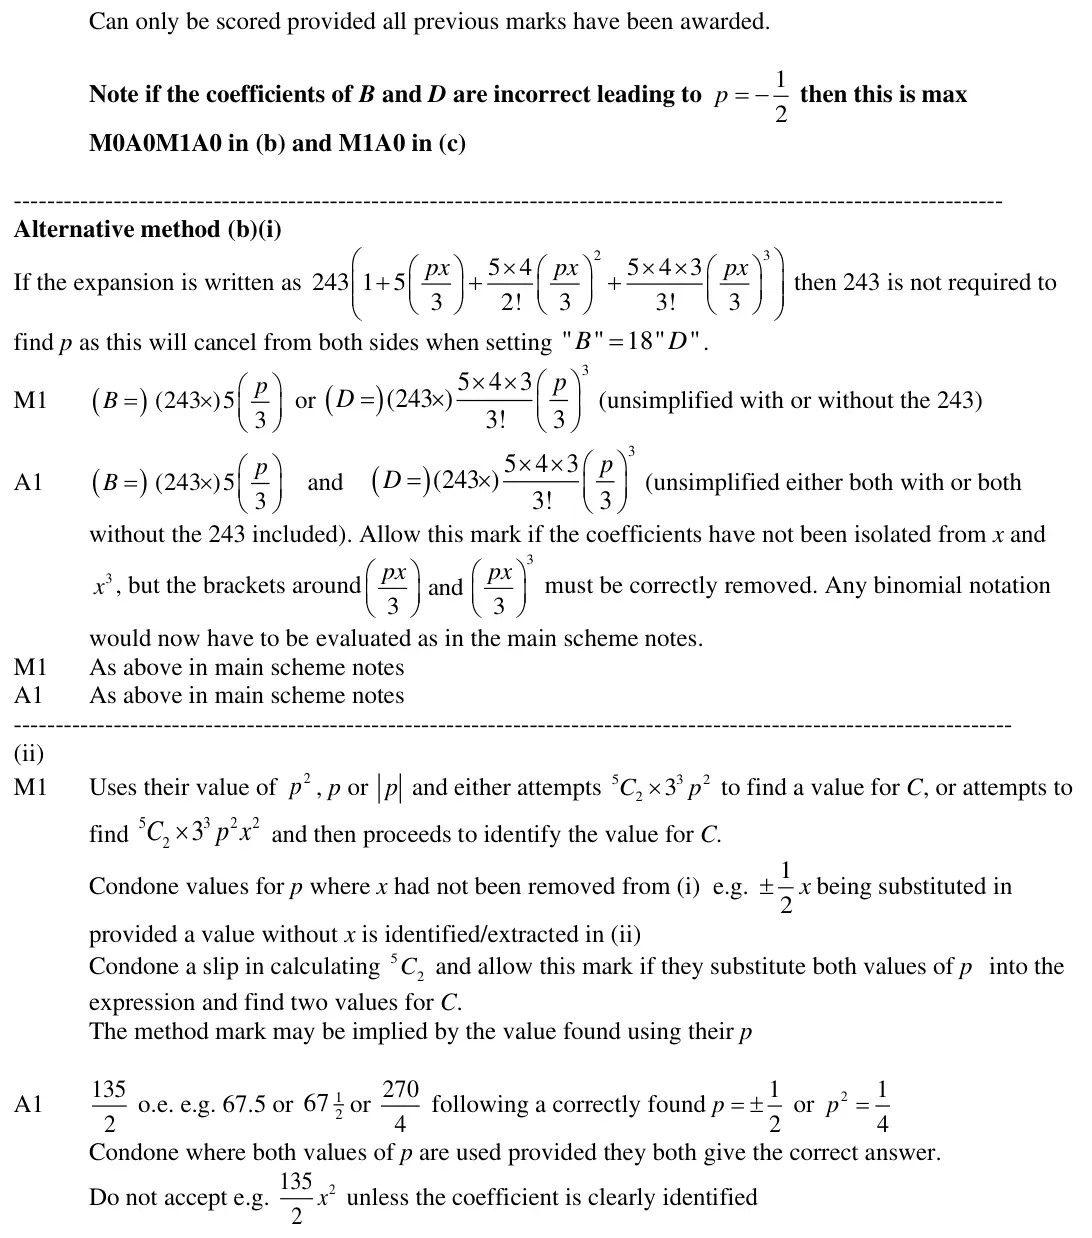 Can only be scored provided all previous marks have been awarded.
Note if the coefficients of B and D are incorrect leading to p = −1/2 then this is max
M0A0M1A0 in (b) and M1A0 in (c)
--------------------------------------------------------------------------------------------------------------------
Alternative method (b)(i)
If the expansion is written as 243(1+5(px/3)+5×4/2!(px/3)²+5×4×3/3!(px/3)³) then 243 is not required to
find p as this will cancel from both sides when setting "B"=18"D".
M1 (B=)(243×)5(p/3) or (D=)(243×)5×4×3/3!(p/3)³ (unsimplified with or without the 243)
A1 (B=)(243×)5(p/3) and (D=)(243×)5×4×3/3!(p/3)³ (unsimplified either both with or both
without the 243 included). Allow this mark if the coefficients have not been isolated from x and
x³, but the brackets around (px/3) and (px/3)³ must be correctly removed. Any binomial notation
would now have to be evaluated as in the main scheme notes.
M1 As above in main scheme notes
A1 As above in main scheme notes
--------------------------------------------------------------------------------------------------------------------
(ii)
M1 Uses their value of p², p or |p| and either attempts ⁵C₂×3³p² to find a value for C, or attempts to
find ⁵C₂×3³p²x² and then proceeds to identify the value for C.
Condone values for p where x had not been removed from (i) e.g. ±1/2x being substituted in
provided a value without x is identified/extracted in (ii)
Condone a slip in calculating ⁵C₂ and allow this mark if they substitute both values of p into the
expression and find two values for C.
The method mark may be implied by the value found using their p
A1 135/2 o.e. e.g. 67.5 or 67 1/2 or 270/4 following a correctly found p = ±1/2 or p² = 1/4
Condone where both values of p are used provided they both give the correct answer.
Do not accept e.g. 135/2x² unless the coefficient is clearly identified